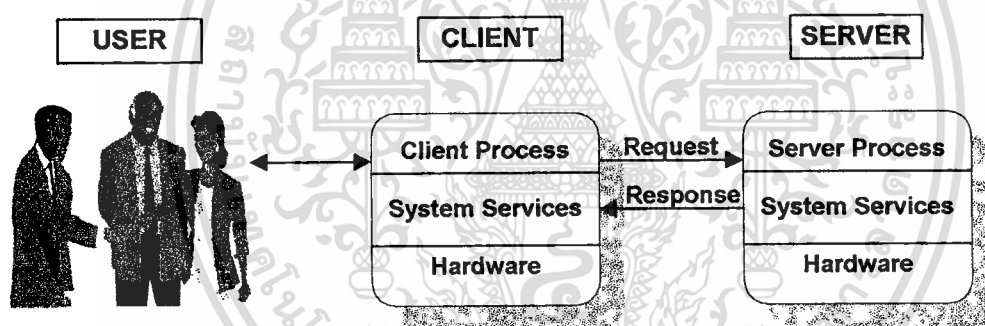 USER
CLIENT
SERVER
Client Process
Request
Server Process
System Services
Response
System Services
Hardware
Hardware